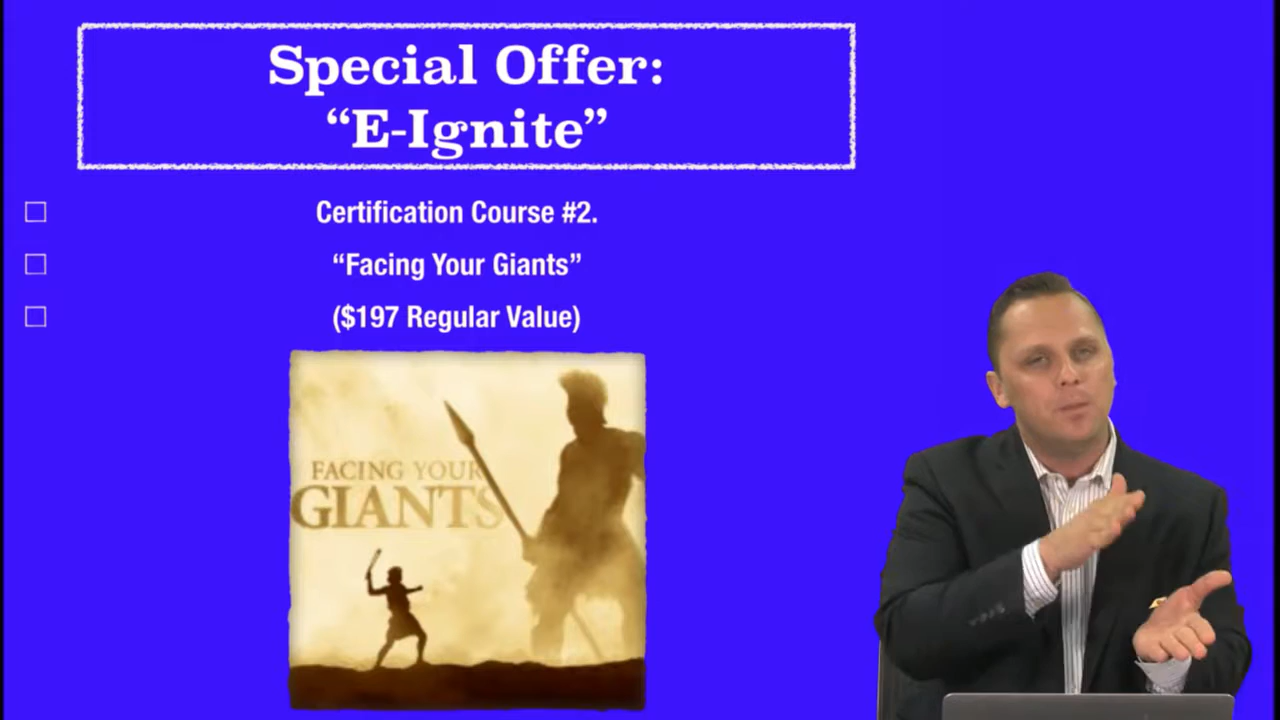 Special Offer:
“E-Ignite”
Certification Course #2.
“Facing Your Giants”
($197 Regular Value)
FACING YOUR
GIANTS